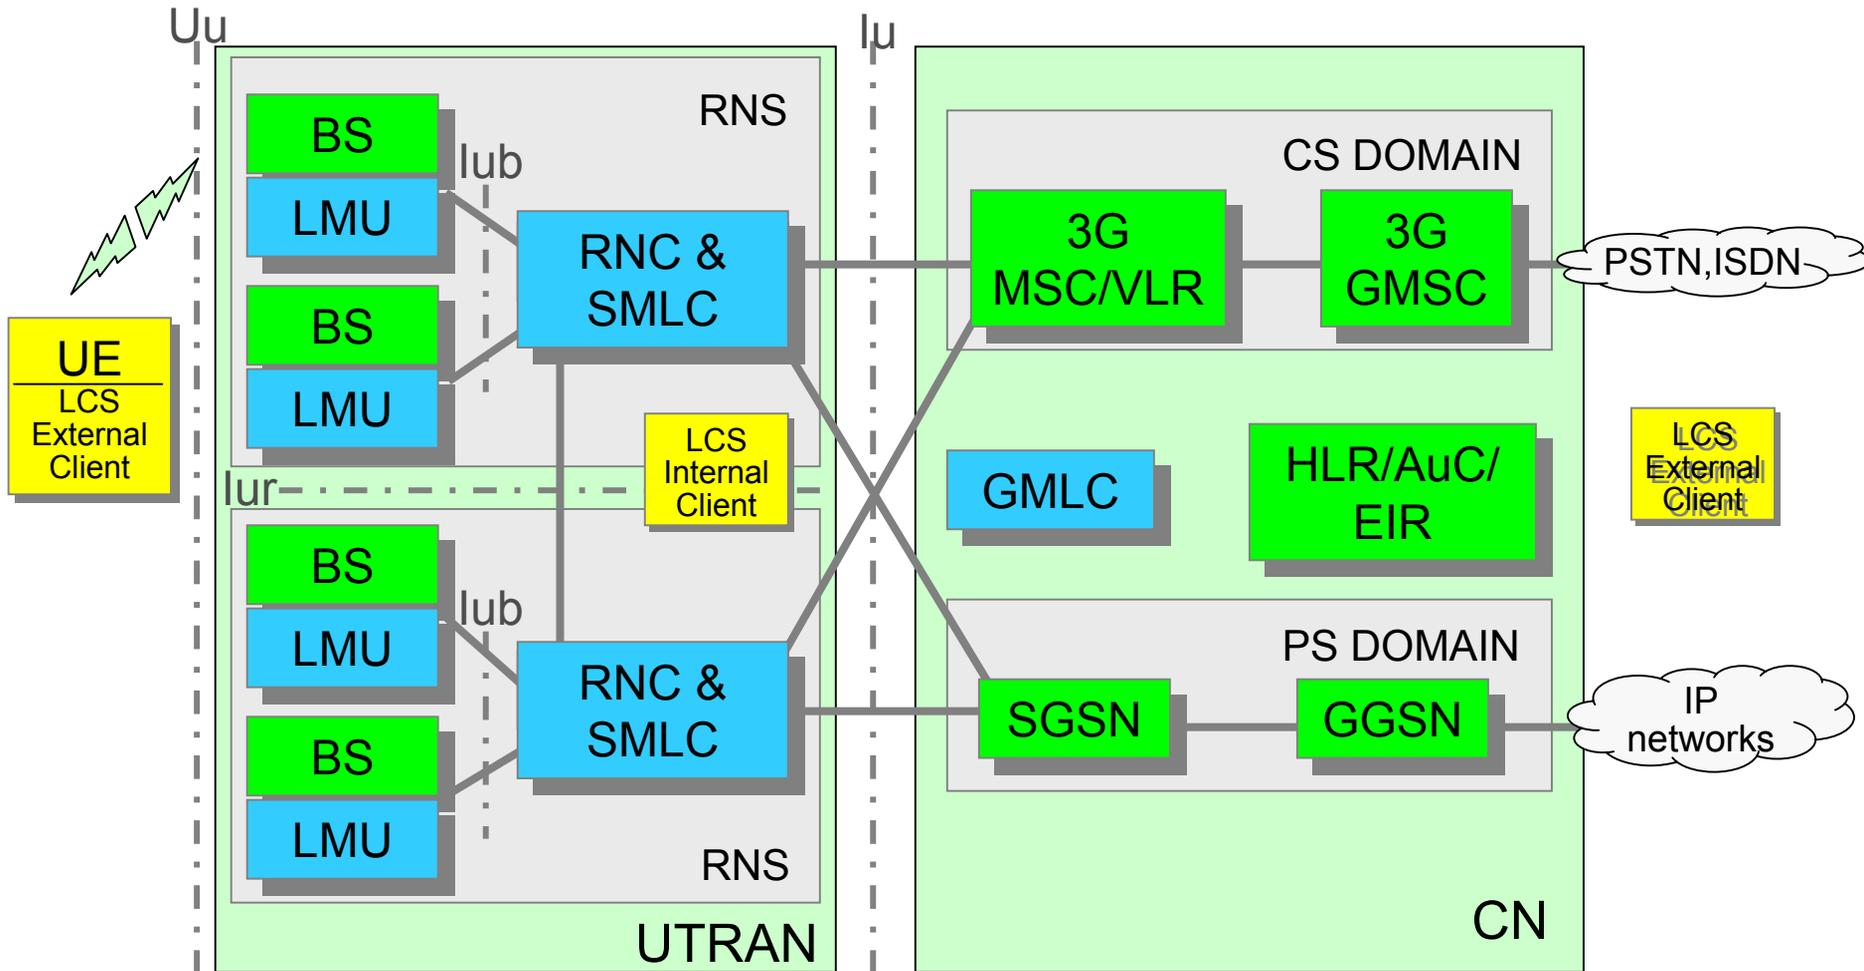 Uu
Iu
RNS
BS
LMU
Iub
RNC &
SMLC
BS
LMU
UE
LCS
External
Client
LCS
Internal
Client
Iur
BS
LMU
Iub
RNC &
SMLC
BS
LMU
RNS
UTRAN
CS DOMAIN
3G
MSC/VLR
3G
GMSC
PSTN,ISDN
GMLC
HLR/AuC/
EIR
LCS
External
Client
PS DOMAIN
SGSN
GGSN
IP
networks
CN